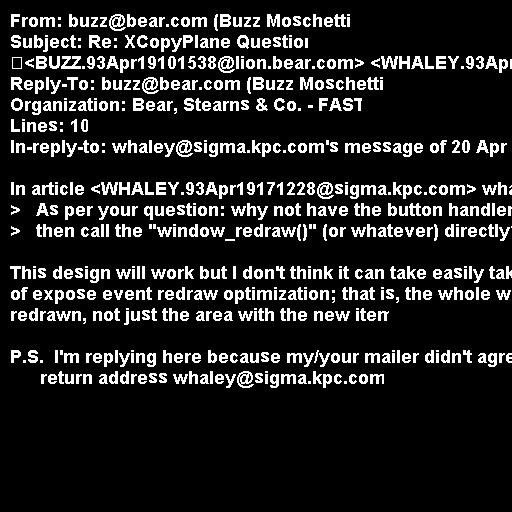 From: buzz@bear.com (Buzz Moschetti
Subject: Re: XCopyPlane Question
<BUZZ.93Apr19101538@lion.bear.com> <WHALEY.93Apr
Reply-To: buzz@bear.com (Buzz Moschetti
Organization: Bear, Stearns & Co. - FAST
Lines: 10
In-reply-to: whaley@sigma.kpc.com's message of 20 Apr
In article <WHALEY.93Apr19171228@sigma.kpc.com> wha
> As per your question: why not have the button handler
> then call the "window_redraw()" (or whatever) directly
This design will work but I don't think it can take easily tak
of expose event redraw optimization; that is, the whole w
redrawn, not just the area with the new item
P.S. I'm replying here because my/your mailer didn't agre
return address whaley@sigma.kpc.com